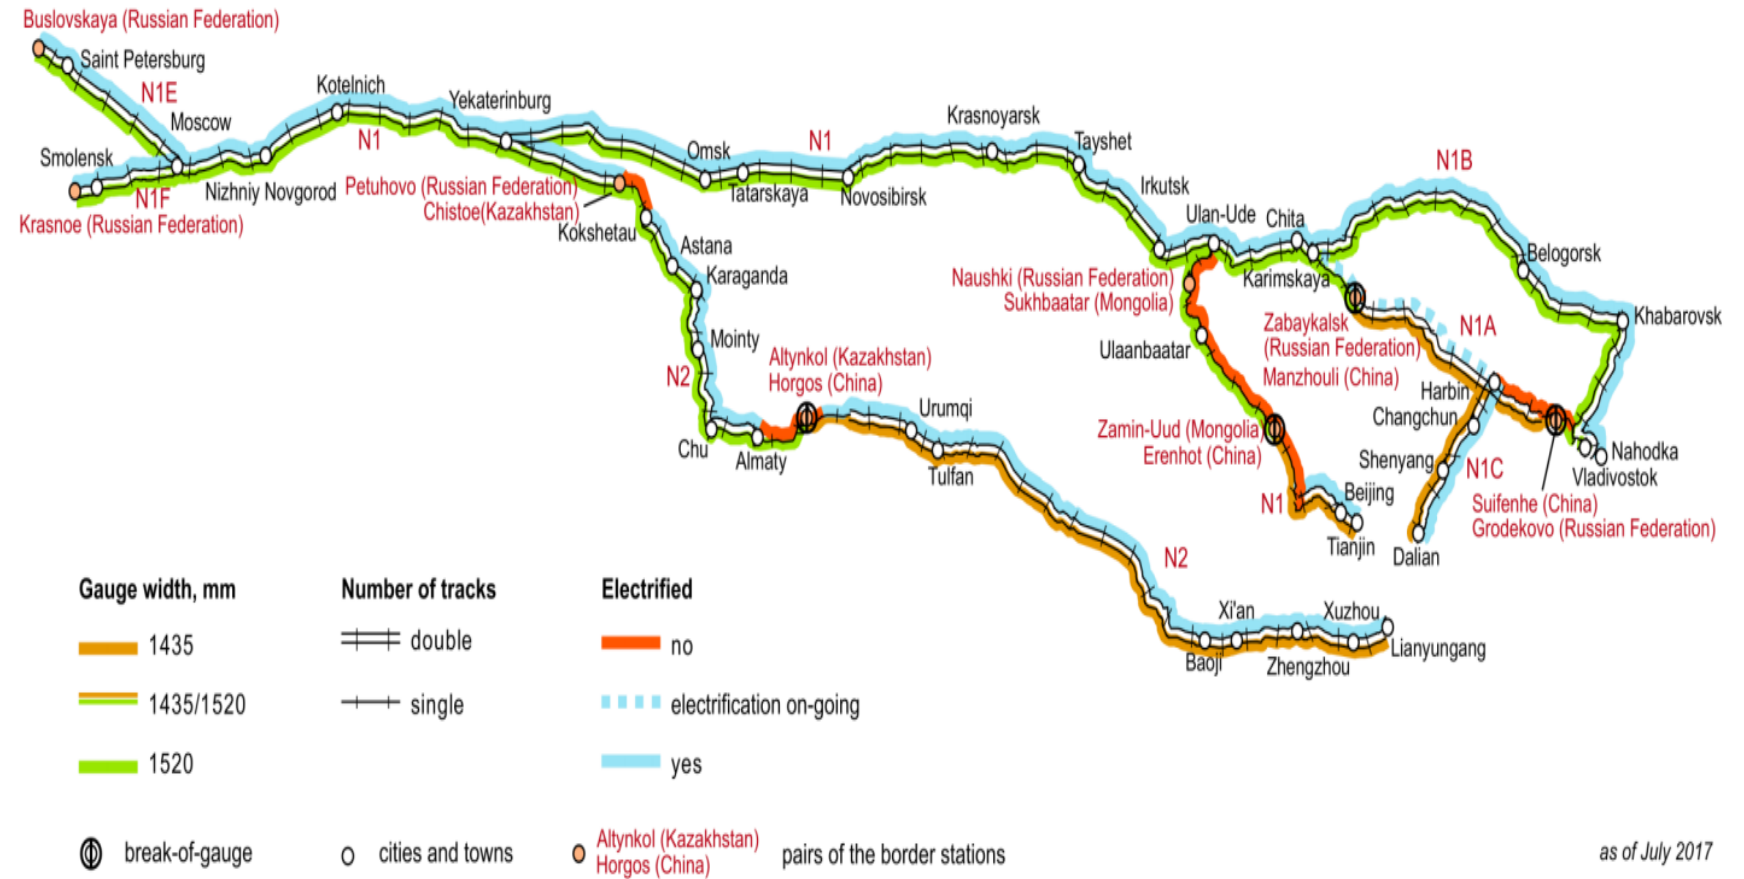 Buslovskaya (Russian Federation)
Saint Petersburg
N1E
Moscow
Smolensk
N1F
Krasnoe (Russian Federation)
Nizhniy Novgorod
Kotelnich
N1
Yekaterinburg
Petuhovo (Russian Federation)
Chistoe(Kazakhstan)
Kokshetau
Astana
Karaganda
Mointy
N2
Chu
Almaty
Altynkol (Kazakhstan)
Horgos (China)
Urumqi
Tulfan
Omsk
Tatarskaya
N1
Novosibirsk
Krasnoyarsk
Tayshet
Irkutsk
Ulan-Ude
Chita
Karimskaya
Naushki (Russian Federation)
Sukhbaatar (Mongolia)
Ulaanbaatar
Zamin-Uud (Mongolia)
Erenhot (China)
N1
Beijing
Tianjin
N1B
Belogorsk
Khabarovsk
Zabaykalsk
(Russian Federation)
Manzhouli (China)
N1A
Harbin
Changchun
Shenyang
N1C
Dalian
Nahodka
Vladivostok
Suifenhe (China)
Grodekovo (Russian Federation)
N2
Xi'an
Xuzhou
Baoji
Zhengzhou
Lianyungang
Gauge width, mm
1435
1435/1520
1520
Number of tracks
double
single
Electrified
no
electrification on-going
yes
break-of-gauge
cities and towns
Altynkol (Kazakhstan)
Horgos (China)
pairs of the border stations
as of July 2017